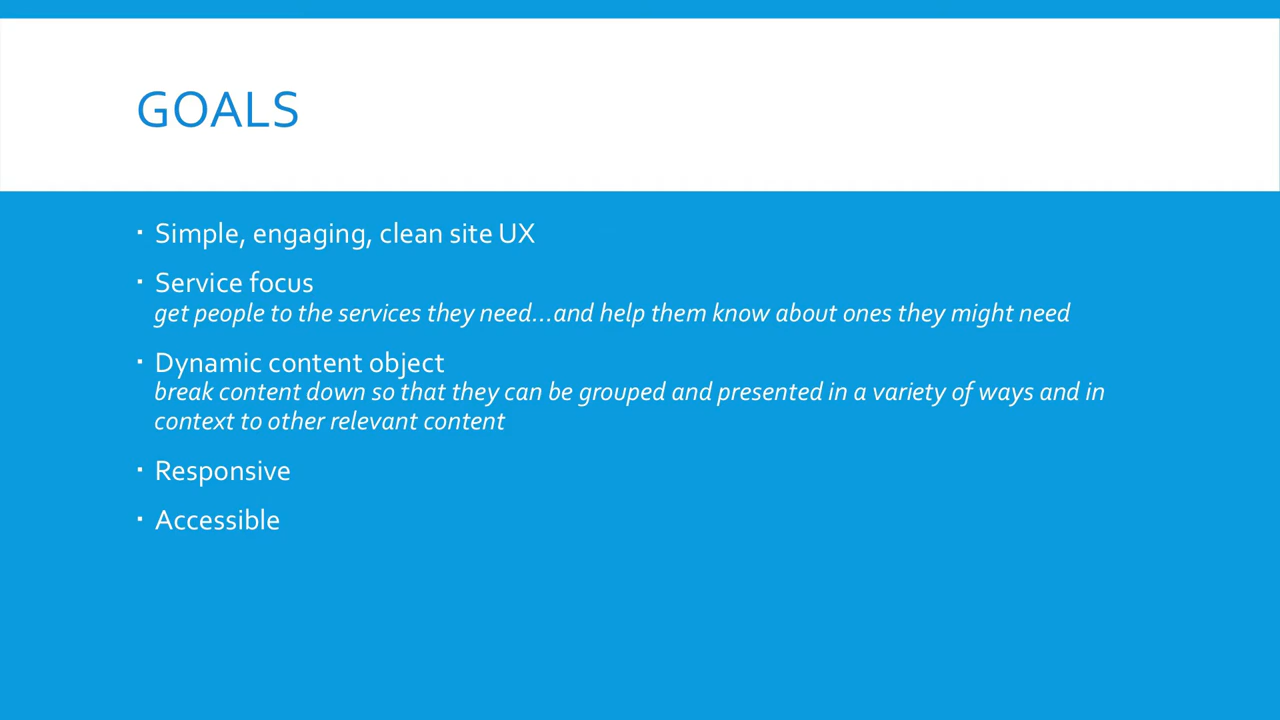 GOALS
▪ Simple, engaging, clean site UX
▪ Service focus
get people to the services they need...and help them know about ones they might need
▪ Dynamic content object
break content down so that they can be grouped and presented in a variety of ways and in
context to other relevant content
▪ Responsive
▪ Accessible